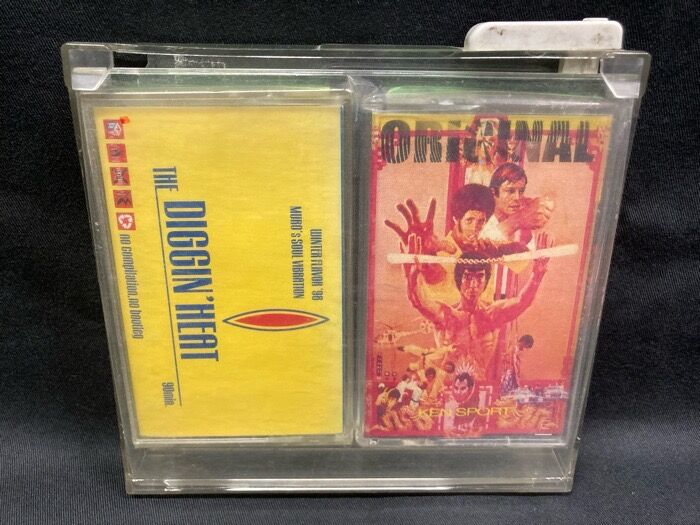 WINTER FLAVOR '98
MURO's SOUL VIBRATION
THE DIGGIN' HEAT
90min.
no compilation, no bootleg
ORIGINAL
KEN SPORT